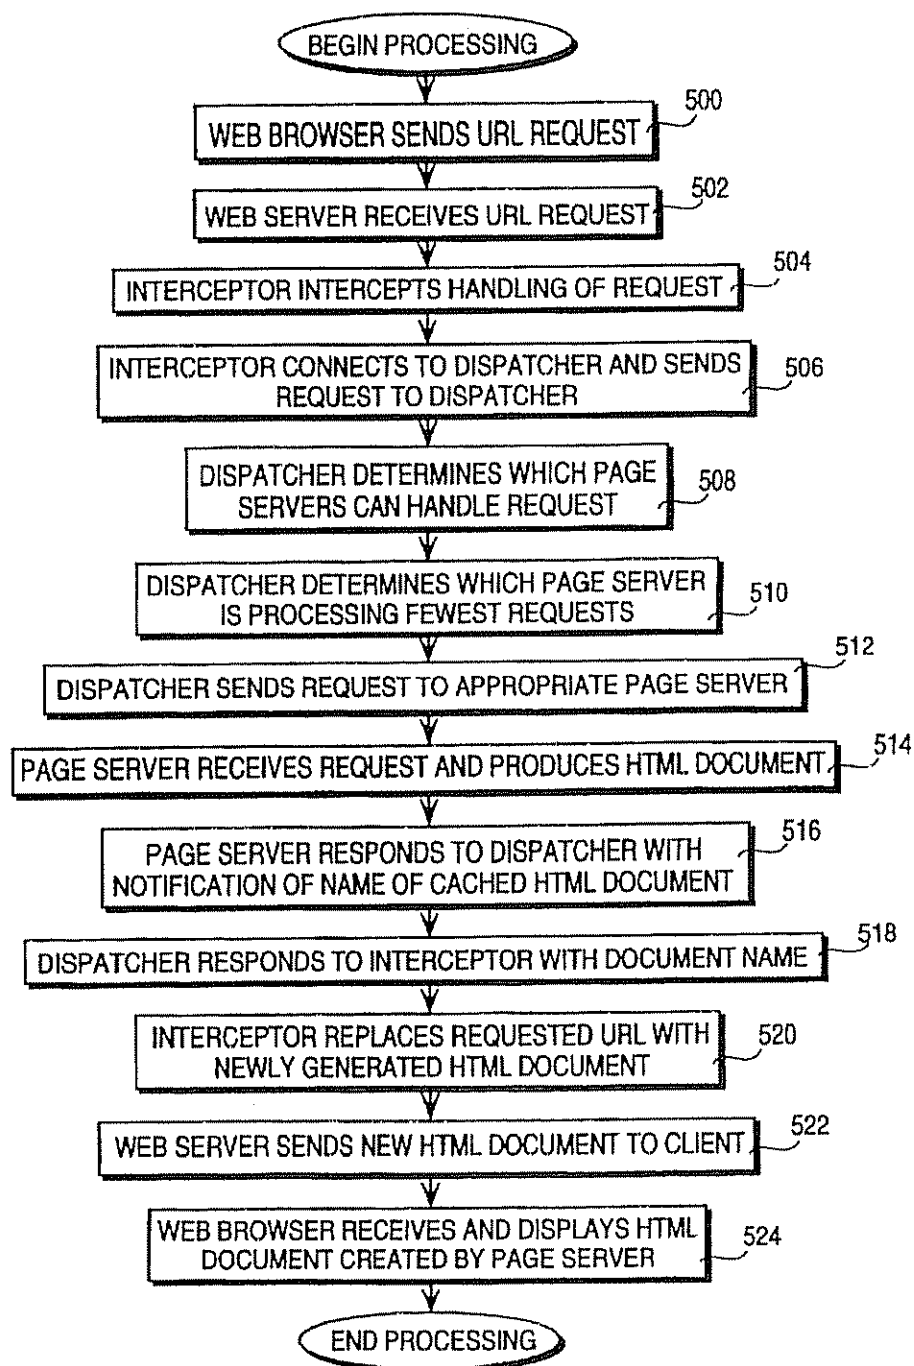 BEGIN PROCESSING
500
WEB BROWSER SENDS URL REQUEST
502
WEB SERVER RECEIVES URL REQUEST
504
INTERCEPTOR INTERCEPTS HANDLING OF REQUEST
INTERCEPTOR CONNECTS TO DISPATCHER AND SENDS
REQUEST TO DISPATCHER
506
DISPATCHER DETERMINES WHICH PAGE
SERVERS CAN HANDLE REQUEST
508
DISPATCHER DETERMINES WHICH PAGE SERVER
IS PROCESSING FEWEST REQUESTS
510
512
DISPATCHER SENDS REQUEST TO APPROPRIATE PAGE SERVER
514
PAGE SERVER RECEIVES REQUEST AND PRODUCES HTML DOCUMENT
PAGE SERVER RESPONDS TO DISPATCHER WITH
NOTIFICATION OF NAME OF CACHED HTML DOCUMENT
516
518
DISPATCHER RESPONDS TO INTERCEPTOR WITH DOCUMENT NAME
INTERCEPTOR REPLACES REQUESTED URL WITH
NEWLY GENERATED HTML DOCUMENT
520
522
WEB SERVER SENDS NEW HTML DOCUMENT TO CLIENT
WEB BROWSER RECEIVES AND DISPLAYS HTML
DOCUMENT CREATED BY PAGE SERVER
524
END PROCESSING